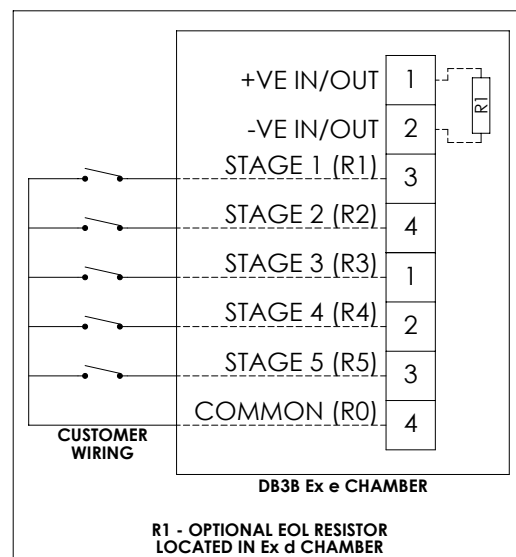 +VE IN/OUT 1
-VE IN/OUT 2
R1
STAGE 1 (R1) 3
STAGE 2 (R2) 4
STAGE 3 (R3) 1
STAGE 4 (R4) 2
STAGE 5 (R5) 3
COMMON (R0) 4
CUSTOMER
WIRING
DB3B Ex e CHAMBER
R1 - OPTIONAL EOL RESISTOR
LOCATED IN Ex d CHAMBER